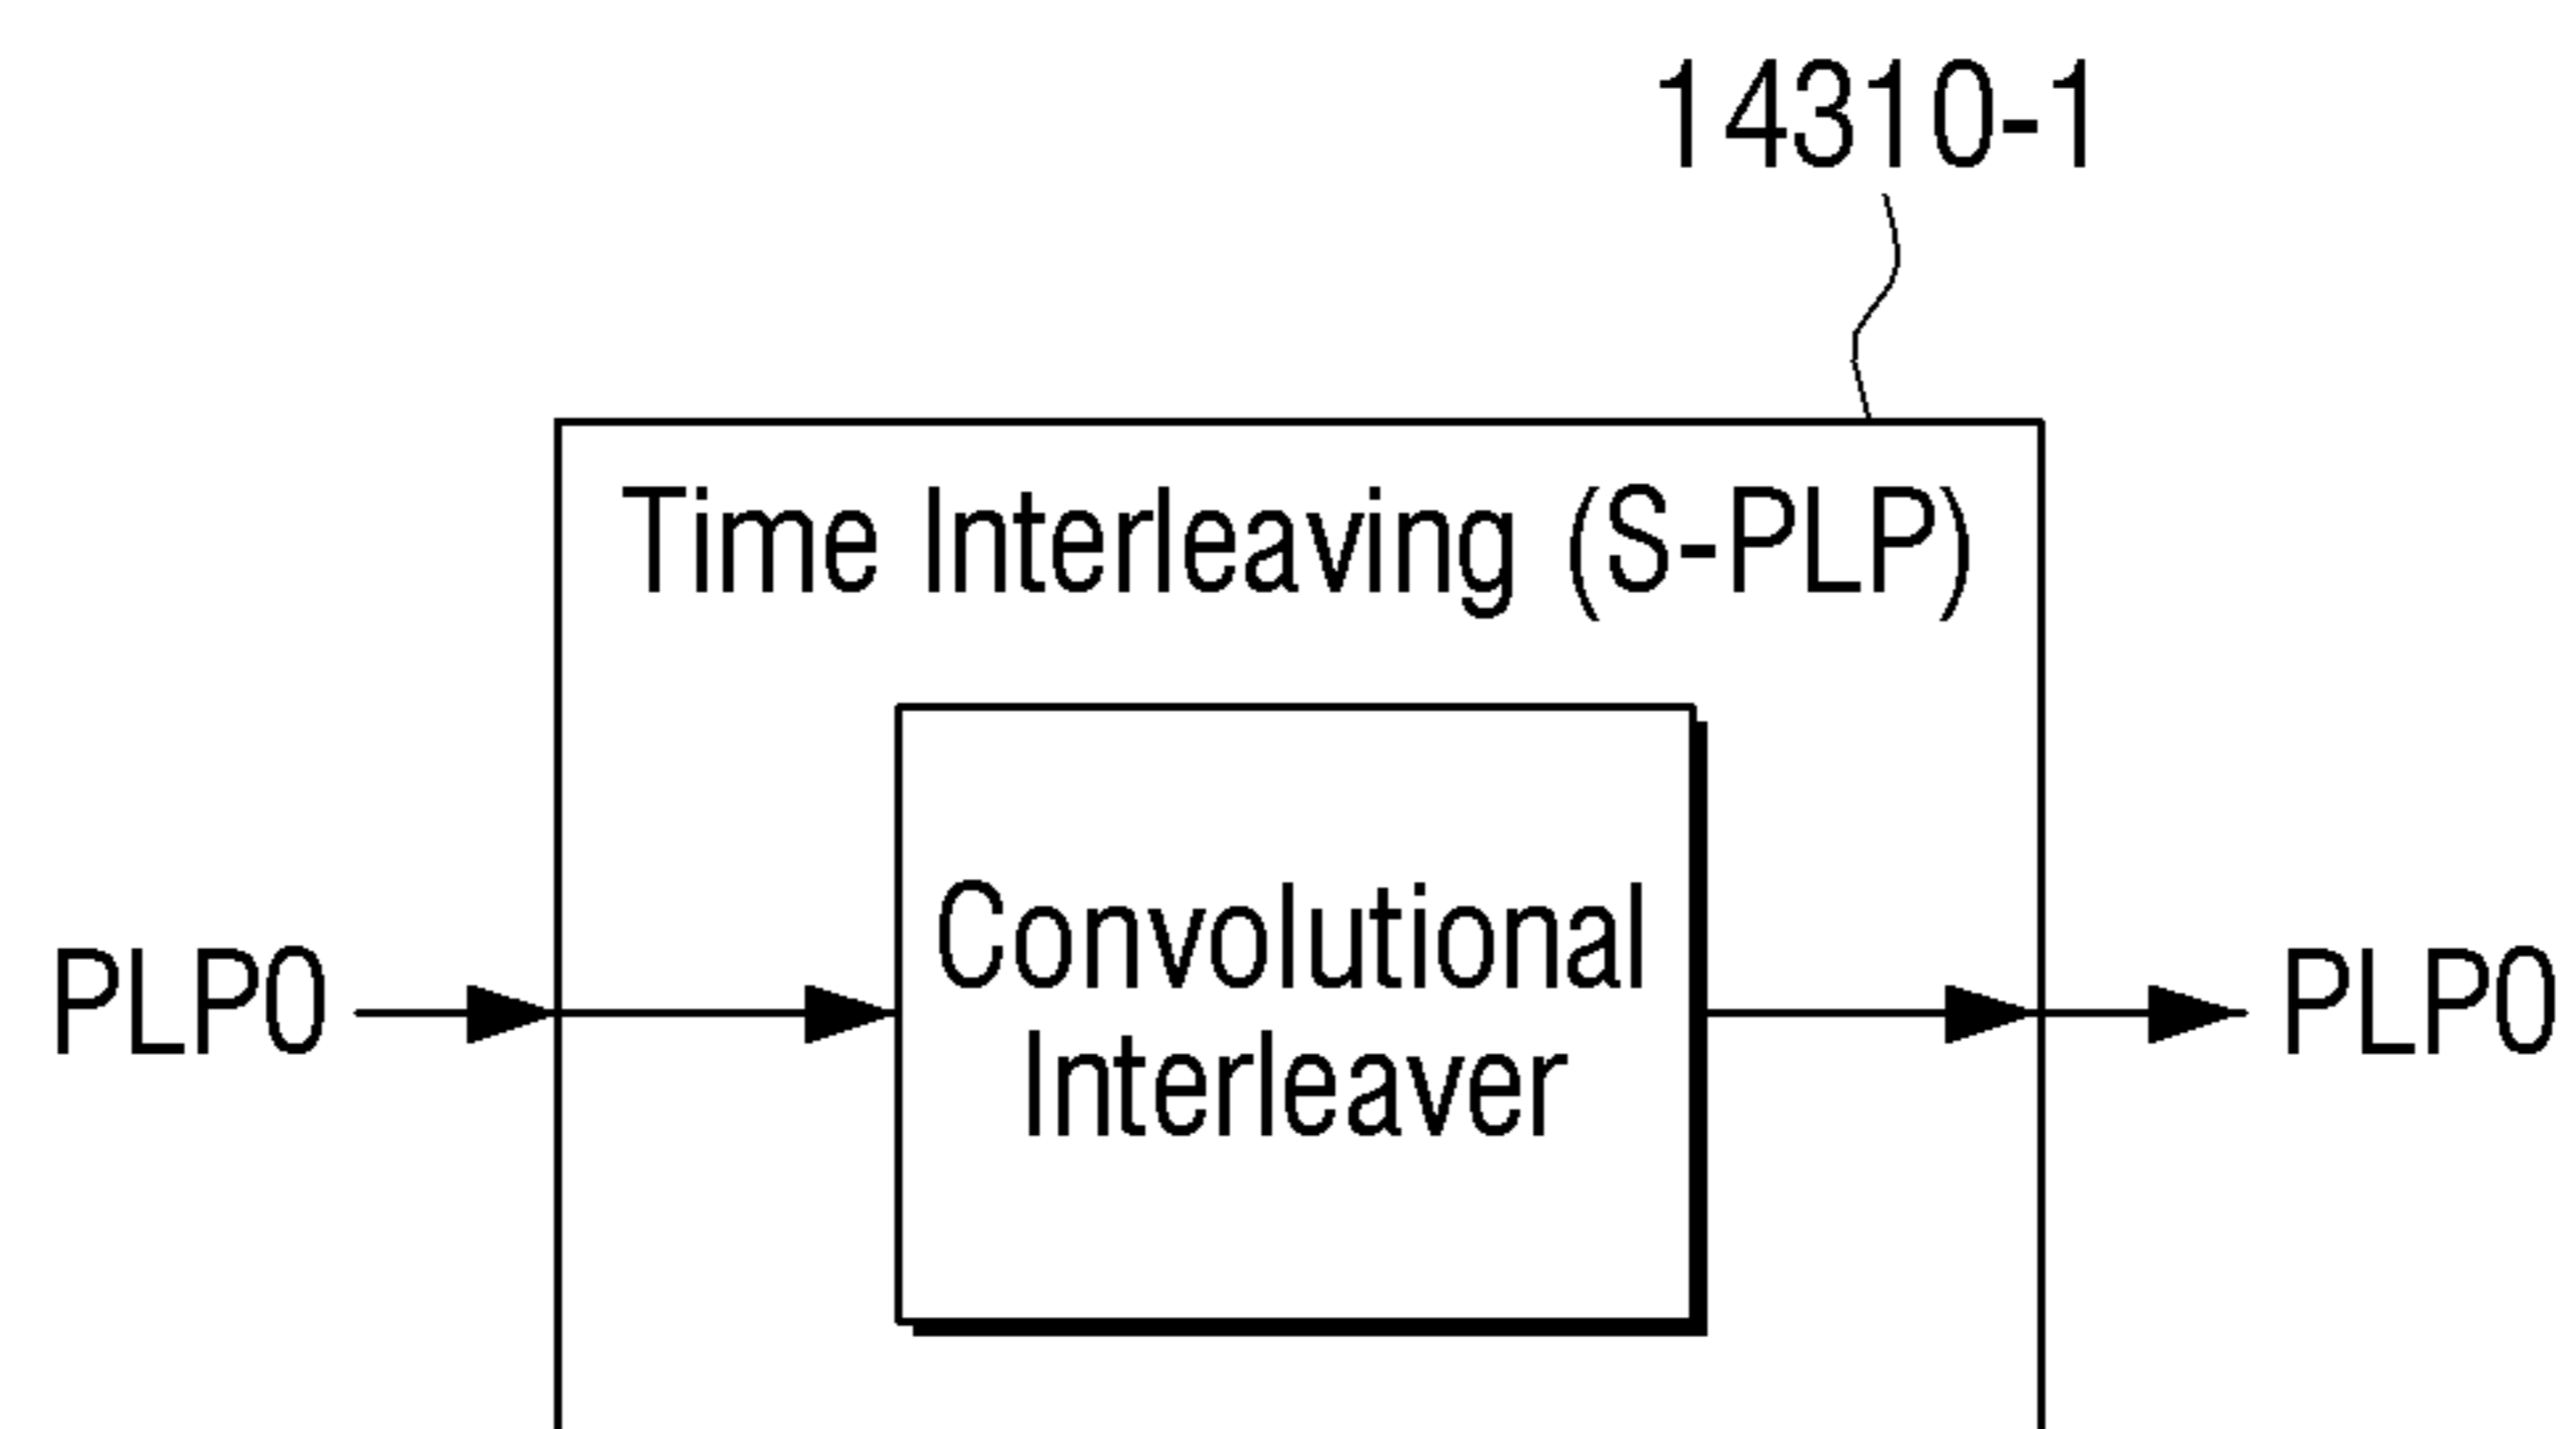 14310-1
Time Interleaving (S-PLP)
Convolutional
Interleaver
PLP0
PLP0